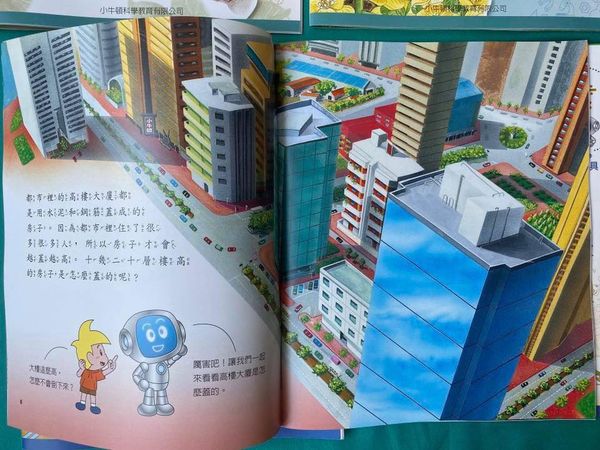 小牛頓科學教育有限公司
小牛頓科學教育有限公司
小牛頓
都市裡的高樓大廈都
是用水泥和鋼筋蓋成的
房子。因為都市裡住了很
多很多人，所以房子才會
越蓋越高。十幾二十層樓高
的房子是怎麼蓋的呢？
大樓這麼高，
怎麼不會倒下來？
厲害吧！讓我們一起
來看看高樓大廈是怎
麼蓋的。
6
具